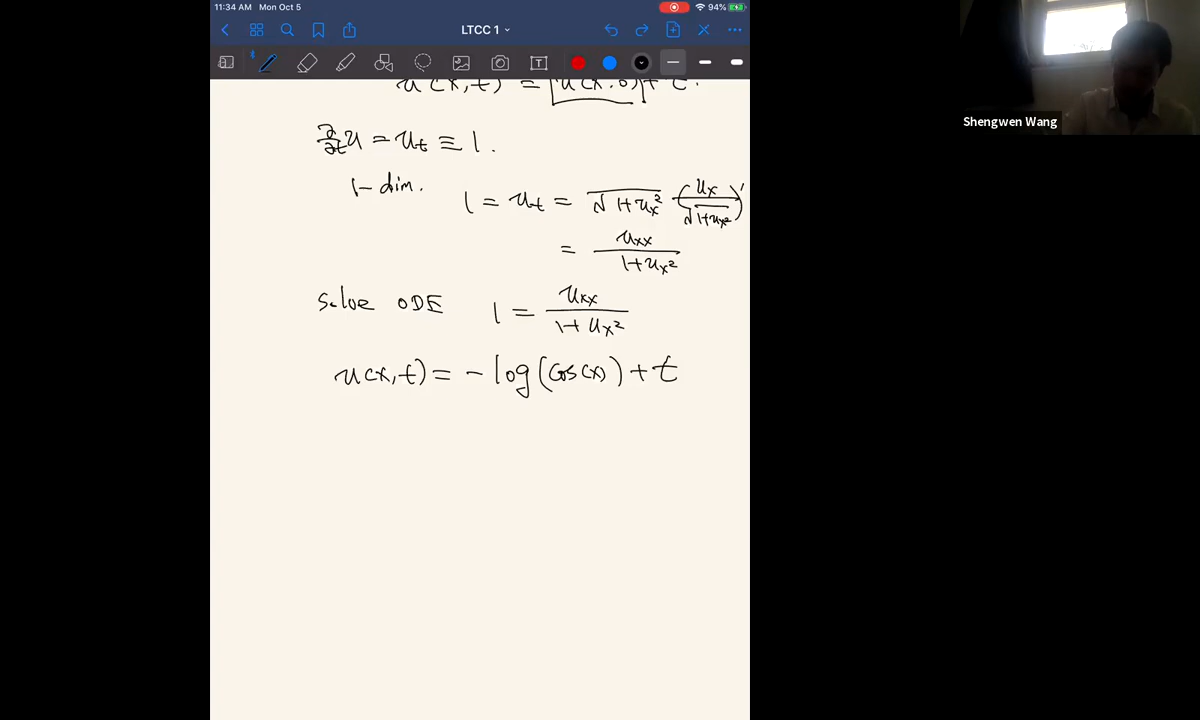 11:34 AM Mon Oct 5
94%
LTCC 1
Shengwen Wang
u(x,t) = u(x,0) + t.
∂/∂t u = u_t ≡ 1.
1-dim.
1 = u_t = √(1+u_x²) (u_x/√(1+u_x²))'
= u_xx/(1+u_x²)
Solve ODE 1 = u_xx/(1+u_x²)
u(x,t) = -log(cos(x)) + t